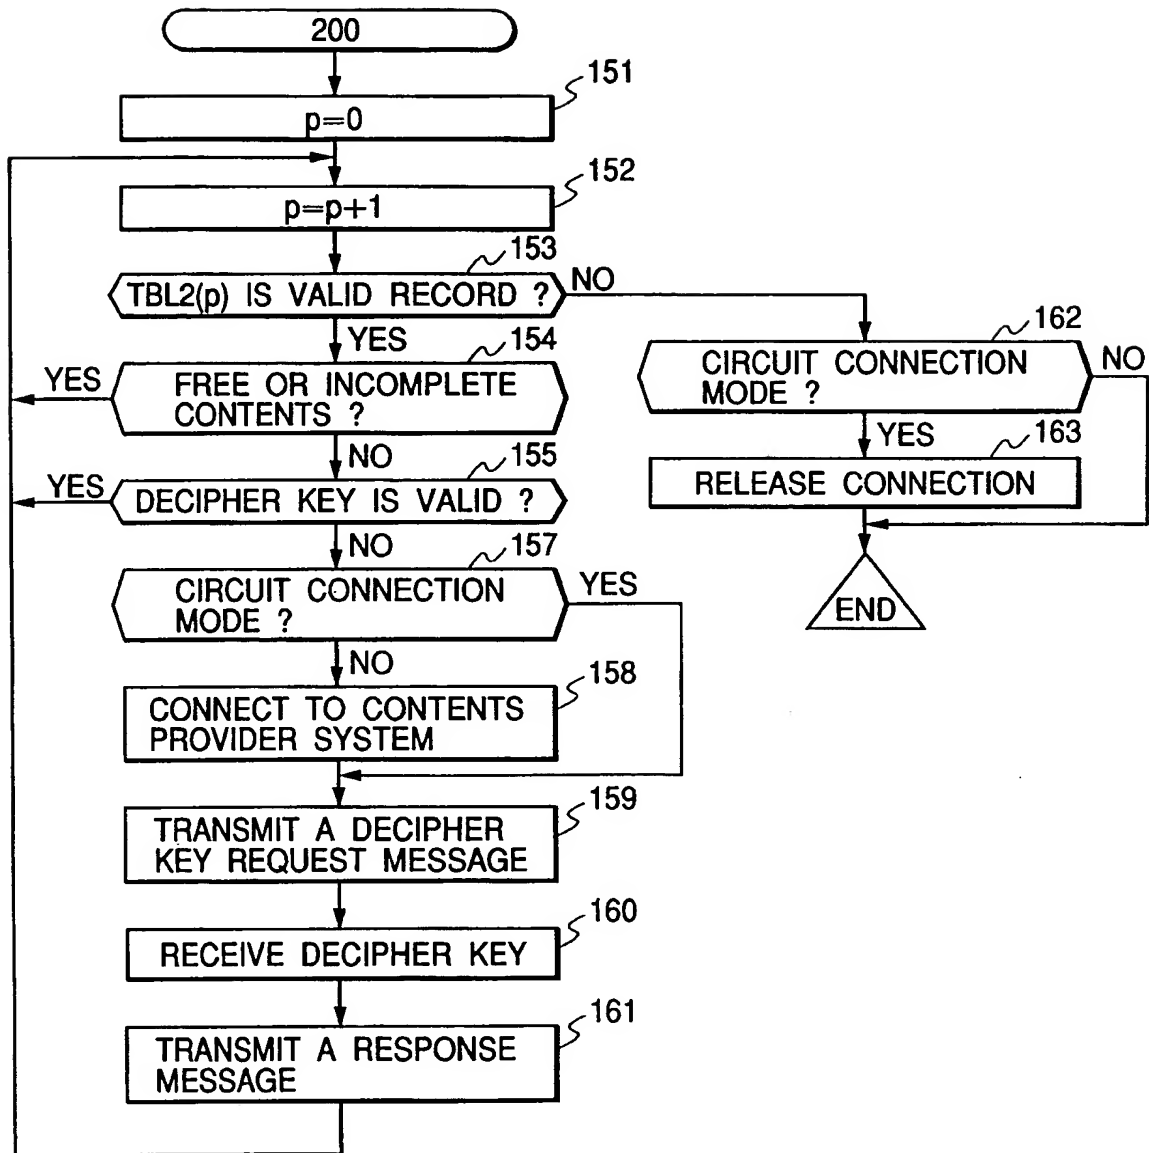 200
151
p=0
152
p=p+1
153
TBL2(p) IS VALID RECORD ?
NO
YES
154
YES
FREE OR INCOMPLETE
CONTENTS ?
NO
155
YES
DECIPHER KEY IS VALID ?
NO
157
CIRCUIT CONNECTION
MODE ?
YES
NO
158
CONNECT TO CONTENTS
PROVIDER SYSTEM
159
TRANSMIT A DECIPHER
KEY REQUEST MESSAGE
160
RECEIVE DECIPHER KEY
161
TRANSMIT A RESPONSE
MESSAGE
162
CIRCUIT CONNECTION
MODE ?
NO
YES
163
RELEASE CONNECTION
END